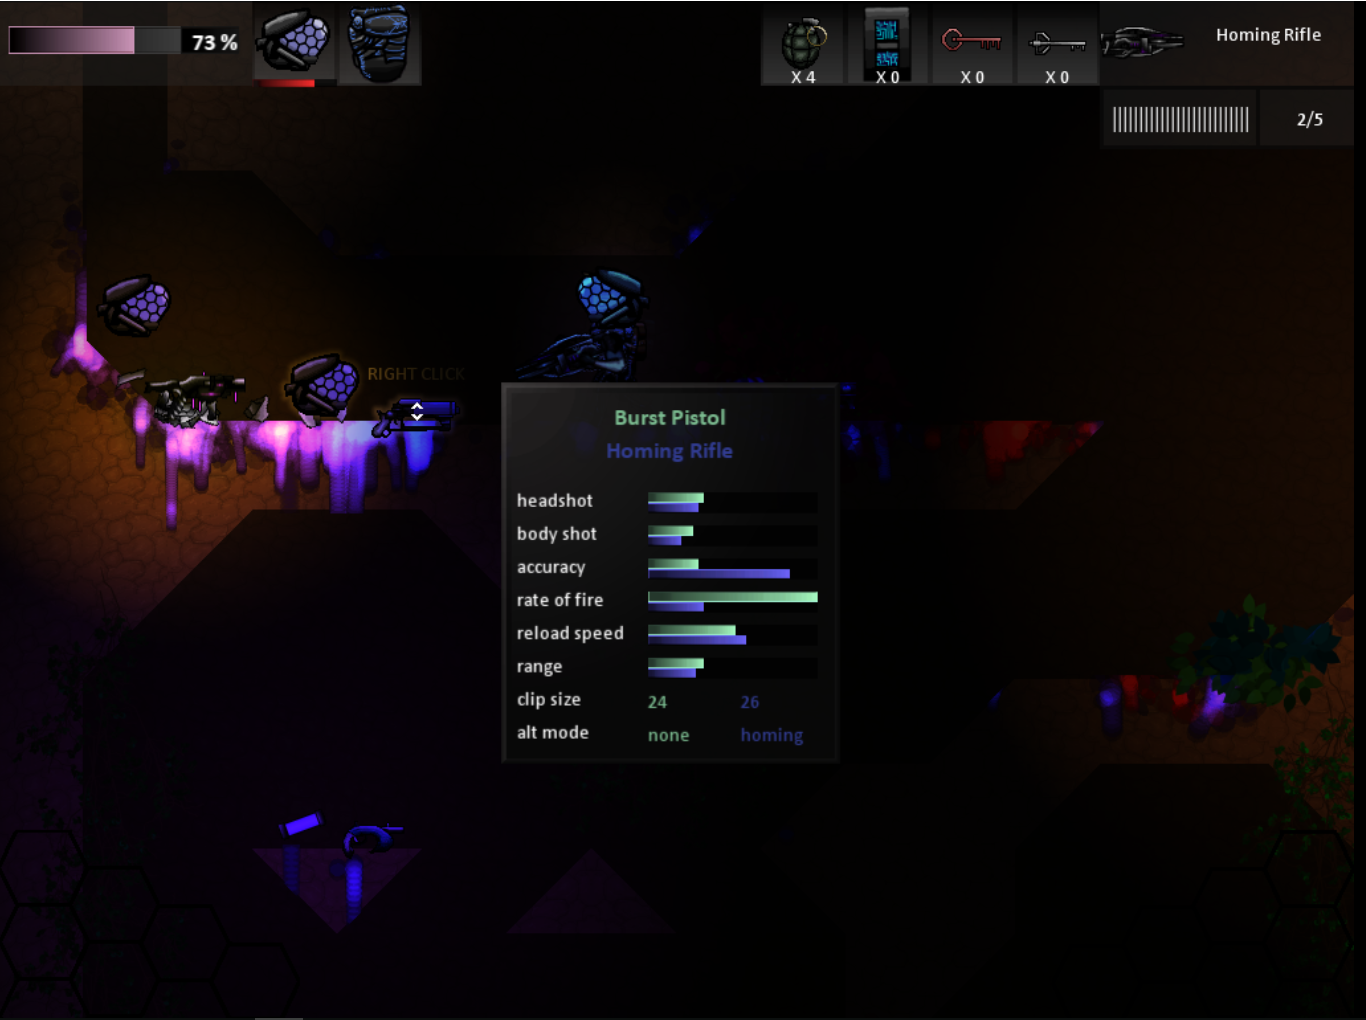 73 %
X 4
X 0
X 0
X 0
Homing Rifle
2/5
RIGHT CLICK
Burst Pistol
Homing Rifle
headshot
body shot
accuracy
rate of fire
reload speed
range
clip size 24 26
alt mode none homing